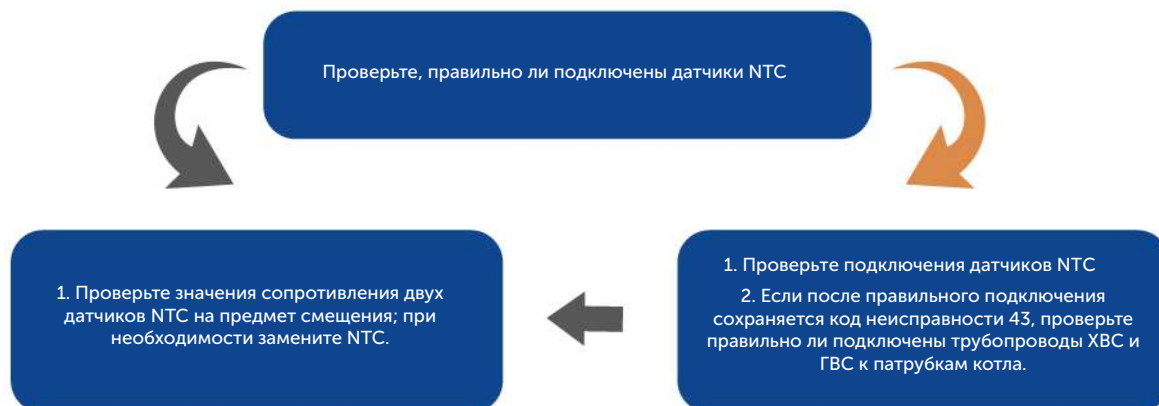 Проверьте, правильно ли подключены датчики NTC
1. Проверьте значения сопротивления двух
датчиков NTC на предмет смещения; при
необходимости замените NTC.
1. Проверьте подключения датчиков NTC
2. Если после правильного подключения
сохраняется код неисправности 43, проверьте
правильно ли подключены трубопроводы ХВС и
ГВС к патрубкам котла.